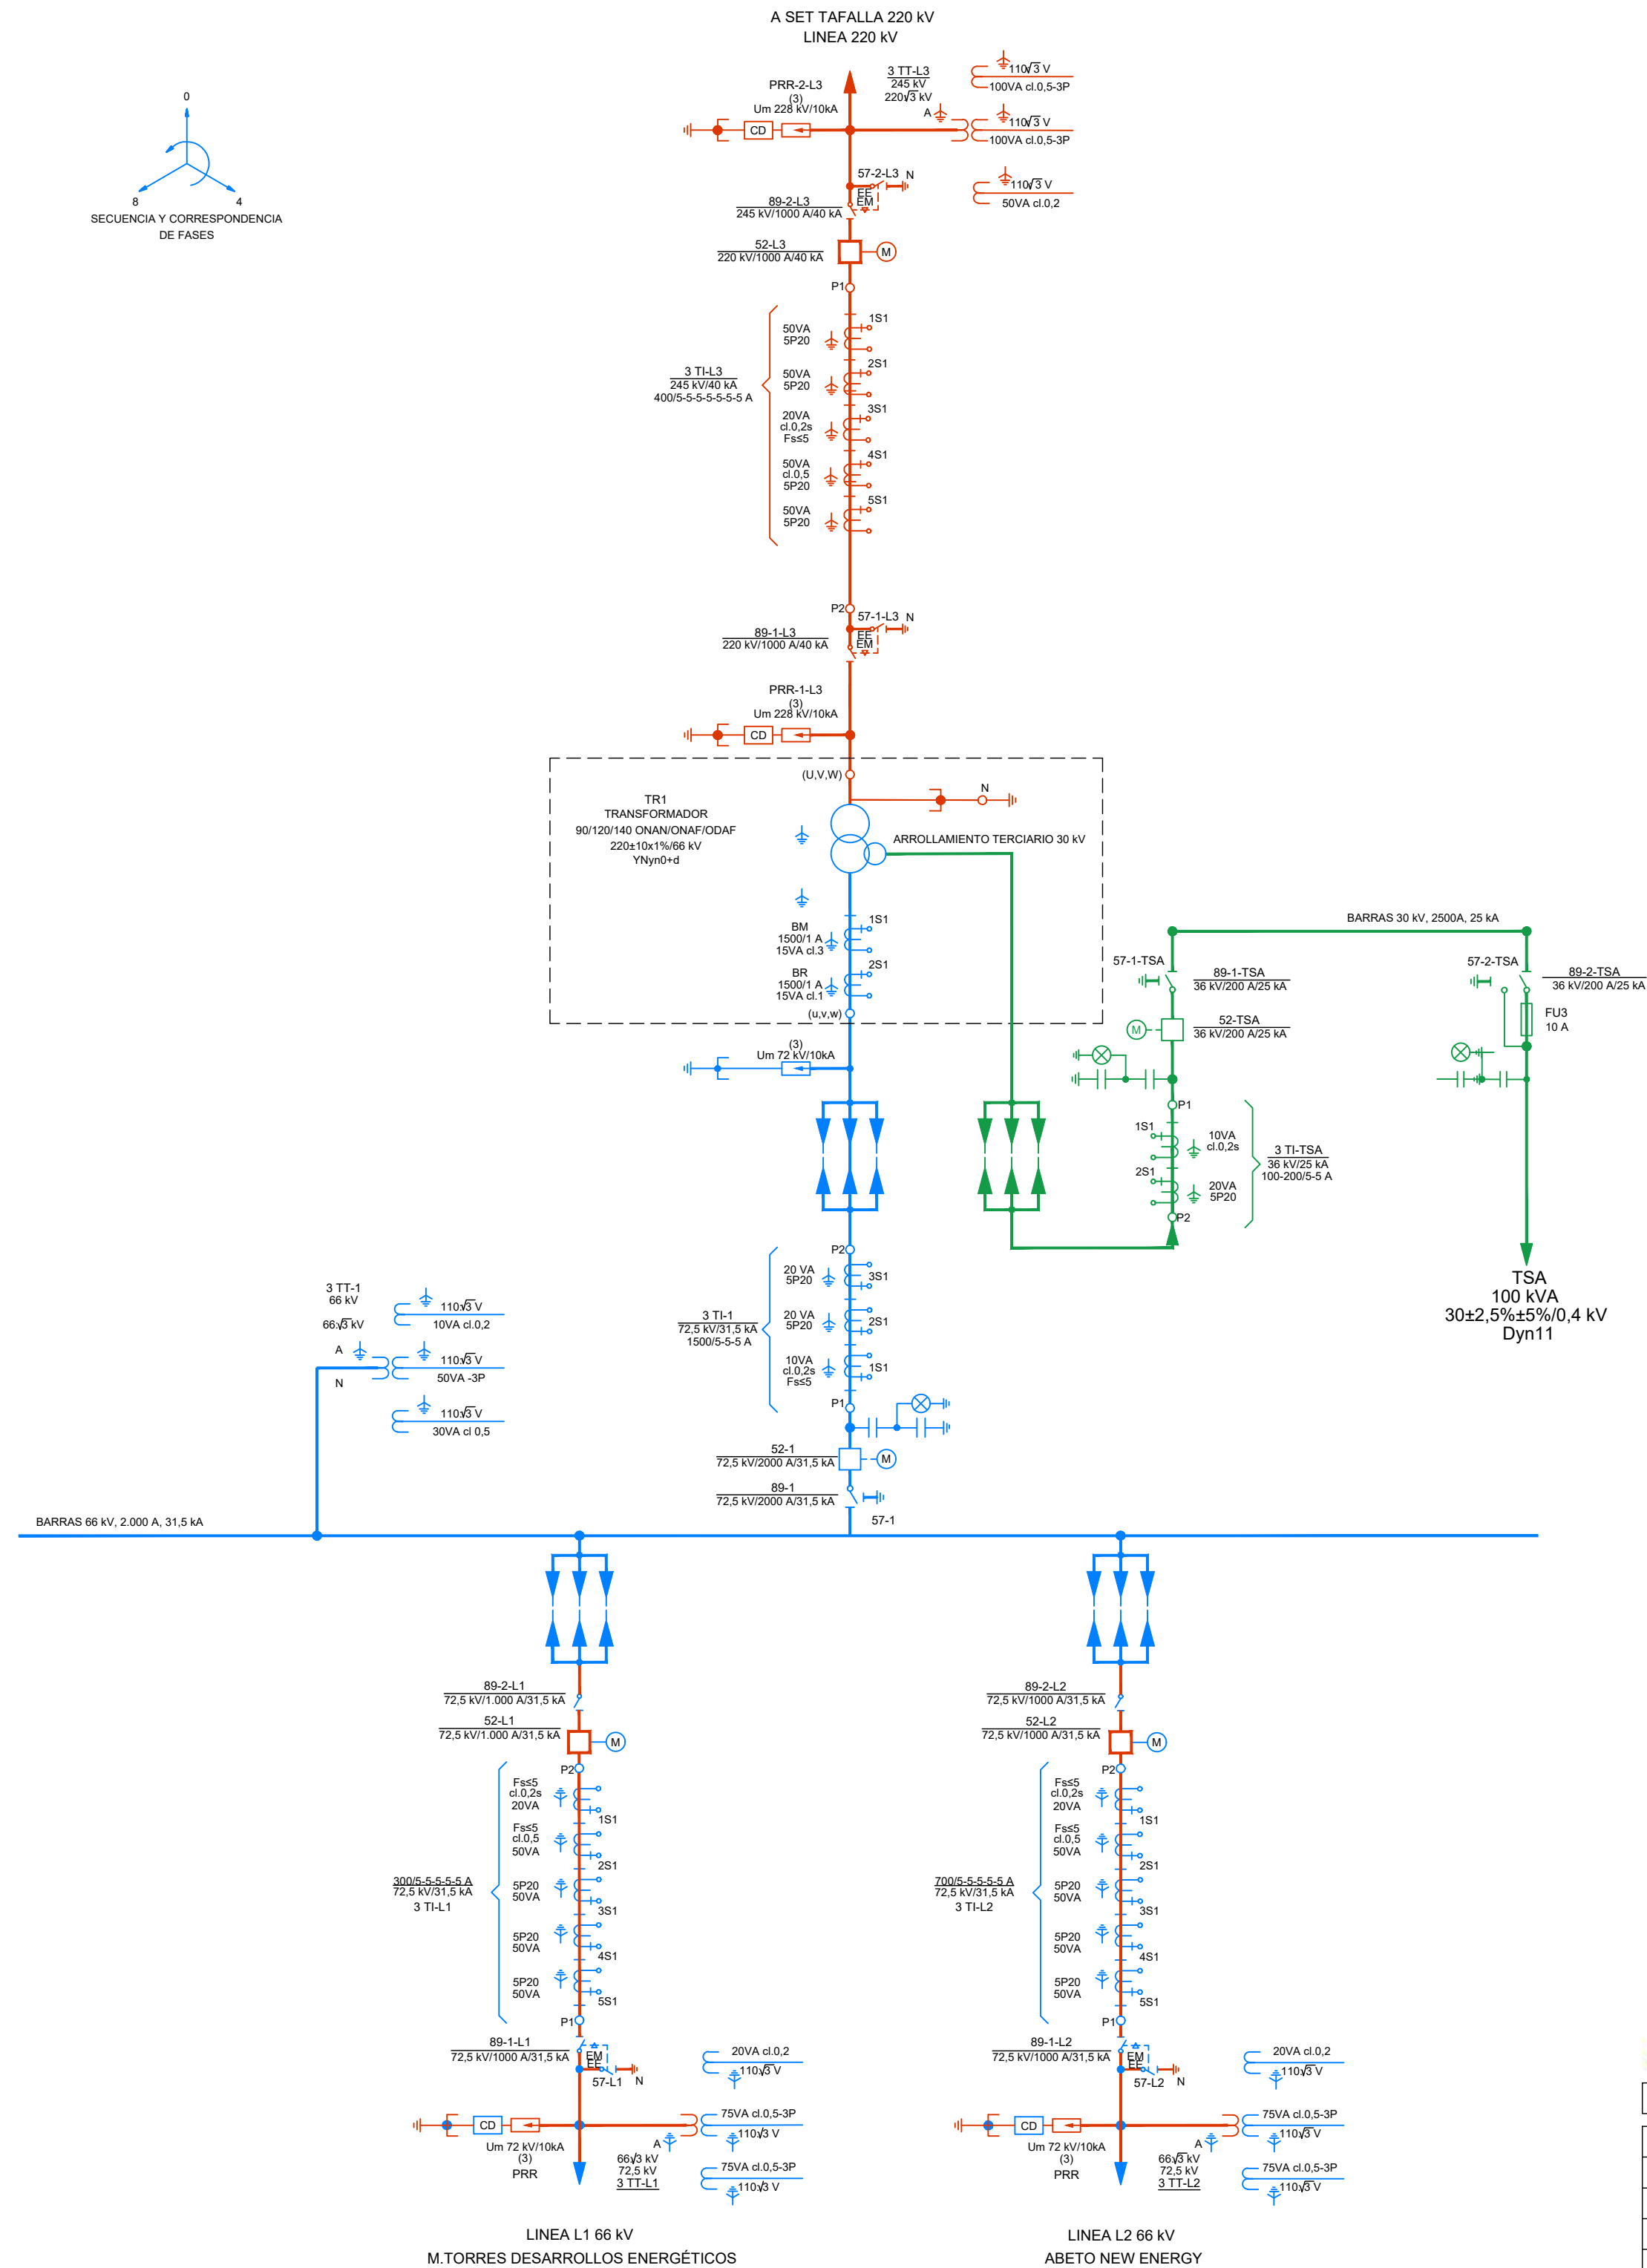 A SET TAFALLA 220 kV
LINEA 220 kV
0
8
4
SECUENCIA Y CORRESPONDENCIA
DE FASES
PRR-2-L3
(3)
Um 228 kV/10kA
CD
3 TT-L3
245 kV
220:√3 kV
A
110:√3 V
100VA cl.0,5-3P
110:√3 V
100VA cl.0,5-3P
110:√3 V
50VA cl.0,2
57-2-L3
N
EE
EM
89-2-L3
245 kV/1000 A/40 kA
52-L3
220 kV/1000 A/40 kA
M
P1
1S1
50VA
5P20
2S1
50VA
5P20
3 TI-L3
245 kV/40 kA
400/5-5-5-5-5-5-5 A
3S1
20VA
cl.0,2s
Fs≤5
4S1
50VA
cl.0,5
5P20
5S1
50VA
5P20
P2
57-1-L3
N
EE
EM
89-1-L3
220 kV/1000 A/40 kA
PRR-1-L3
(3)
Um 228 kV/10kA
CD
(U,V,W)
N
TR1
TRANSFORMADOR
90/120/140 ONAN/ONAF/ODAF
220±10x1%/66 kV
YNyn0+d
ARROLLAMIENTO TERCIARIO 30 kV
1S1
BM
1500/1 A
15VA cl.3
2S1
BR
1500/1 A
15VA cl.1
(u,v,w)
(3)
Um 72 kV/10kA
BARRAS 30 kV, 2500A, 25 kA
57-1-TSA
89-1-TSA
36 kV/200 A/25 kA
52-TSA
36 kV/200 A/25 kA
M
57-2-TSA
89-2-TSA
36 kV/200 A/25 kA
FU3
10 A
P1
1S1
10VA
cl.0,2s
2S1
20VA
5P20
P2
3 TI-TSA
36 kV/25 kA
100-200/5-5 A
TSA
100 kVA
30±2,5%±5%/0,4 kV
Dyn11
P2
20 VA
5P20
3S1
3 TI-1
72,5 kV/31,5 kA
1500/5-5-5 A
20 VA
5P20
2S1
10VA
cl.0,2s
Fs≤5
1S1
P1
3 TT-1
66 kV
66:√3 kV
A
N
110:√3 V
10VA cl.0,2
110:√3 V
50VA -3P
110:√3 V
30VA cl 0,5
52-1
72,5 kV/2000 A/31,5 kA
M
89-1
72,5 kV/2000 A/31,5 kA
57-1
BARRAS 66 kV, 2.000 A, 31,5 kA
89-2-L1
72,5 kV/1.000 A/31,5 kA
52-L1
72,5 kV/1.000 A/31,5 kA
M
P2
Fs≤5
cl.0,2s
20VA
1S1
Fs≤5
cl.0,5
50VA
2S1
300/5-5-5-5-5 A
72,5 kV/31,5 kA
3 TI-L1
5P20
50VA
3S1
5P20
50VA
4S1
5P20
50VA
5S1
P1
89-1-L1
72,5 kV/1000 A/31,5 kA
EM
EE
57-L1
N
CD
Um 72 kV/10kA
(3)
PRR
A
66:√3 kV
72,5 kV
3 TT-L1
20VA cl.0,2
110:√3 V
75VA cl.0,5-3P
110:√3 V
75VA cl.0,5-3P
110:√3 V
LINEA L1 66 kV
M.TORRES DESARROLLOS ENERGÉTICOS
89-2-L2
72,5 kV/1000 A/31,5 kA
52-L2
72,5 kV/1000 A/31,5 kA
M
P2
Fs≤5
cl.0,2s
20VA
1S1
Fs≤5
cl.0,5
50VA
2S1
700/5-5-5-5-5 A
72,5 kV/31,5 kA
3 TI-L2
5P20
50VA
3S1
5P20
50VA
4S1
5P20
50VA
5S1
P1
89-1-L2
72,5 kV/1000 A/31,5 kA
EM
EE
57-L2
N
CD
Um 72 kV/10kA
(3)
PRR
A
66:√3 kV
72,5 kV
3 TT-L2
20VA cl.0,2
110:√3 V
75VA cl.0,5-3P
110:√3 V
75VA cl.0,5-3P
110:√3 V
LINEA L2 66 kV
ABETO NEW ENERGY